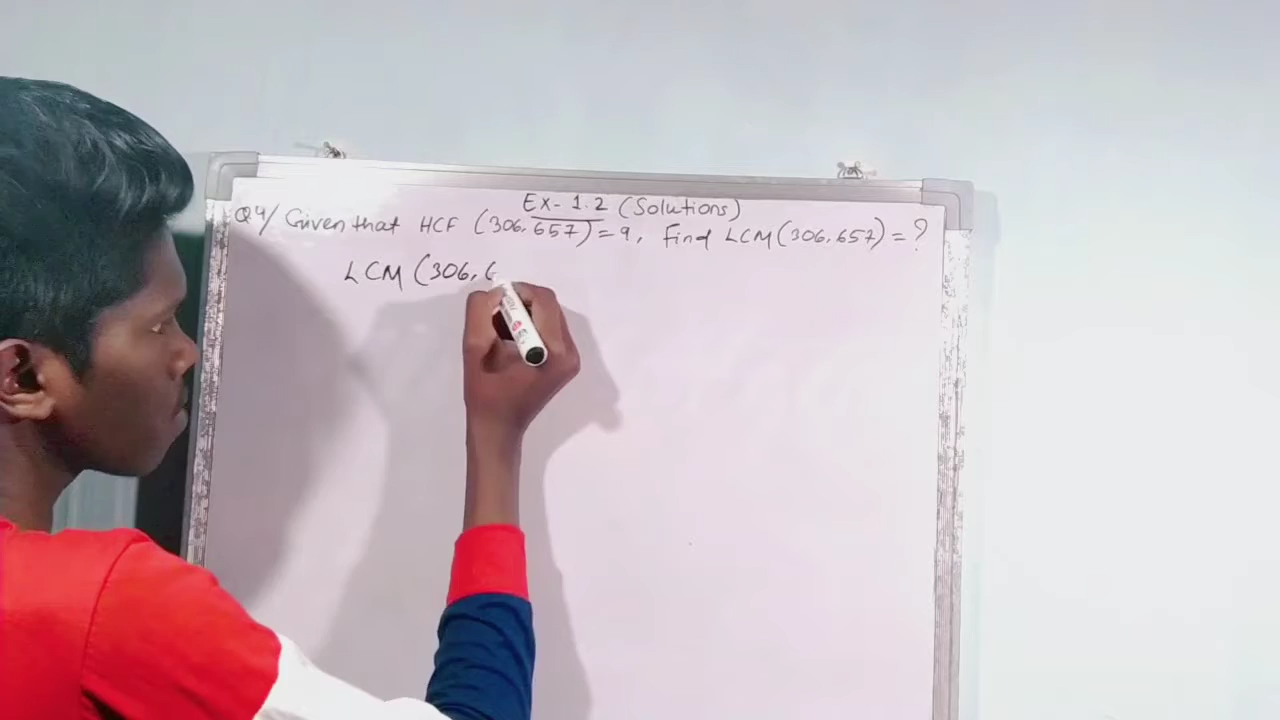 Ex- 1.2 (Solutions)
Q4/ Given that HCF (306,657)=9, Find LCM(306,657)=?
LCM (306, 6